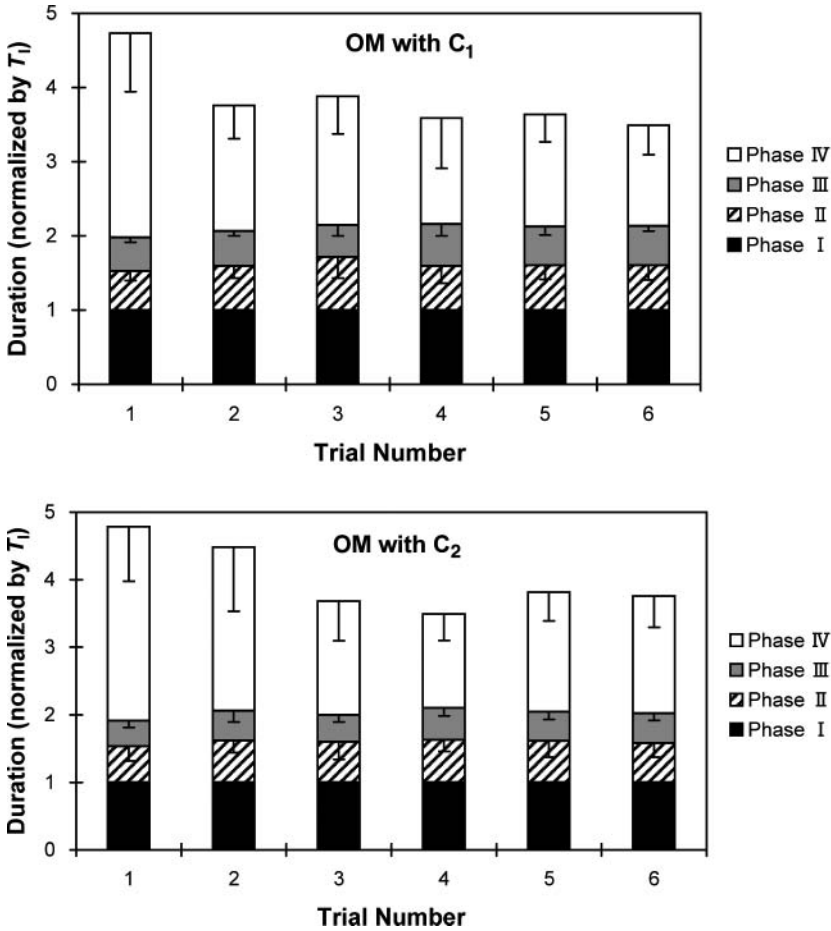 OM with C1
Duration (normalized by TI)
5
4
3
2
1
0
1 2 3 4 5 6
Trial Number
Phase Ⅳ
Phase Ⅲ
Phase Ⅱ
Phase Ⅰ
OM with C2
Duration (normalized by TI)
5
4
3
2
1
0
1 2 3 4 5 6
Trial Number
Phase Ⅳ
Phase Ⅲ
Phase Ⅱ
Phase Ⅰ